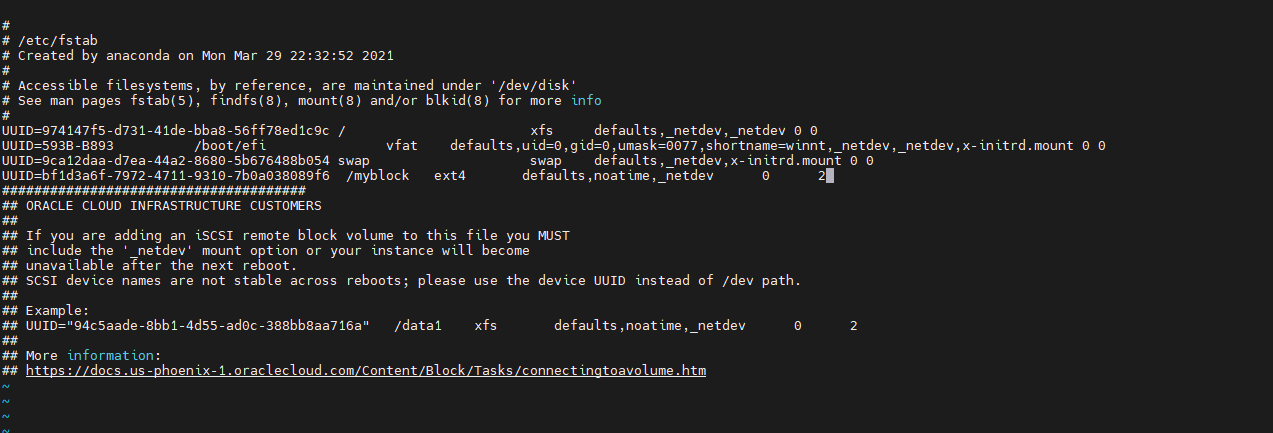 #
# /etc/fstab
# Created by anaconda on Mon Mar 29 22:32:52 2021
#
# Accessible filesystems, by reference, are maintained under '/dev/disk'
# See man pages fstab(5), findfs(8), mount(8) and/or blkid(8) for more info
#
UUID=974147f5-d731-41de-bba8-56ff78ed1c9c /                       xfs     defaults,_netdev,_netdev 0 0
UUID=593B-B893          /boot/efi               vfat    defaults,uid=0,gid=0,umask=0077,shortname=winnt,_netdev,_netdev,x-initrd.mount 0 0
UUID=9ca12daa-d7ea-44a2-8680-5b676488b054 swap                    swap    defaults,_netdev,x-initrd.mount 0 0
UUID=bf1d3a6f-7972-4711-9310-7b0a038089f6  /myblock   ext4       defaults,noatime,_netdev      0      2
######################################
## ORACLE CLOUD INFRASTRUCTURE CUSTOMERS
##
## If you are adding an iSCSI remote block volume to this file you MUST
## include the '_netdev' mount option or your instance will become
## unavailable after the next reboot.
## SCSI device names are not stable across reboots; please use the device UUID instead of /dev path.
##
## Example:
## UUID="94c5aade-8bb1-4d55-ad0c-388bb8aa716a"   /data1    xfs       defaults,noatime,_netdev      0      2
##
## More information:
## https://docs.us-phoenix-1.oraclecloud.com/Content/Block/Tasks/connectingtoavolume.htm
~
~
~
~